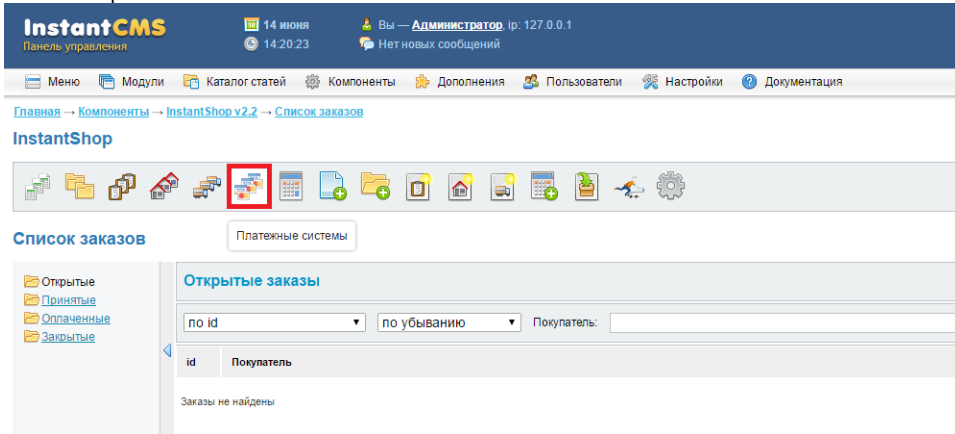 InstantCMS
Панель управления
14 июня
14:20:23
Вы — Администратор, ip: 127.0.0.1
Нет новых сообщений
Меню Модули Каталог статей Компоненты Дополнения Пользователи Настройки Документация
Главная → Компоненты → InstantShop v2.2 → Список заказов
InstantShop
Платежные системы
Список заказов
Открытые
Принятые
Оплаченные
Закрытые
Открытые заказы
по id по убыванию Покупатель:
id Покупатель
Заказы не найдены